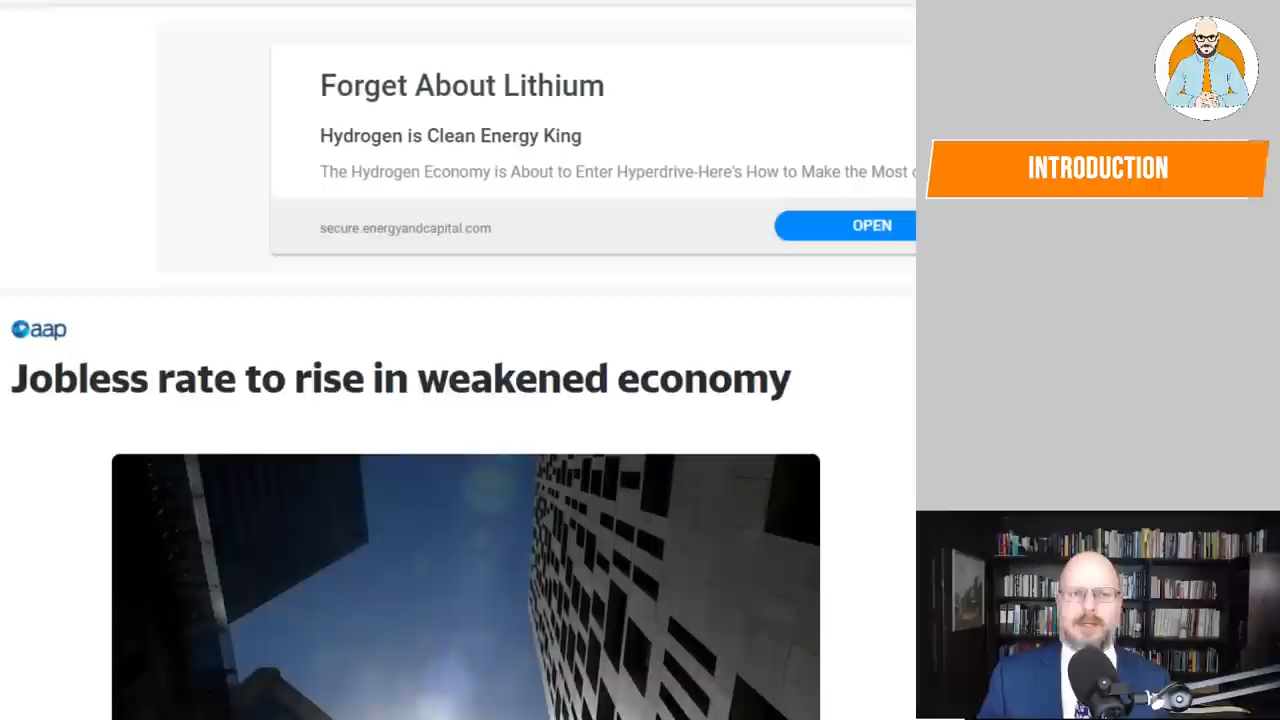 Forget About Lithium
Hydrogen is Clean Energy King
The Hydrogen Economy is About to Enter Hyperdrive-Here's How to Make the Most
secure.energyandcapital.com
OPEN
aap
Jobless rate to rise in weakened economy
INTRODUCTION